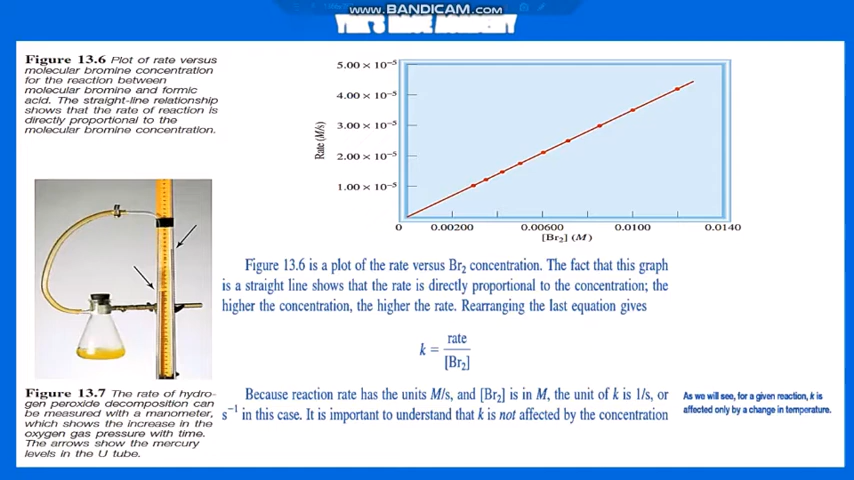 WWW.BANDICAM.COM
Figure 13.6 Plot of rate versus
molecular bromine concentration
for the reaction between
molecular bromine and formic
acid. The straight-line relationship
shows that the rate of reaction is
directly proportional to the
molecular bromine concentration.
5.00 × 10⁻⁵
4.00 × 10⁻⁵
3.00 × 10⁻⁵
2.00 × 10⁻⁵
1.00 × 10⁻⁵
Rate (M/s)
0 0.00200 0.00600 0.0100 0.0140
[Br₂] (M)
Figure 13.6 is a plot of the rate versus Br₂ concentration. The fact that this graph
is a straight line shows that the rate is directly proportional to the concentration; the
higher the concentration, the higher the rate. Rearranging the last equation gives
k = rate / [Br₂]
Because reaction rate has the units M/s, and [Br₂] is in M, the unit of k is 1/s, or
s⁻¹ in this case. It is important to understand that k is not affected by the concentration
As we will see, for a given reaction, k is
affected only by a change in temperature.
Figure 13.7 The rate of hydro-
gen peroxide decomposition can
be measured with a manometer,
which shows the increase in the
oxygen gas pressure with time.
The arrows show the mercury
levels in the U tube.